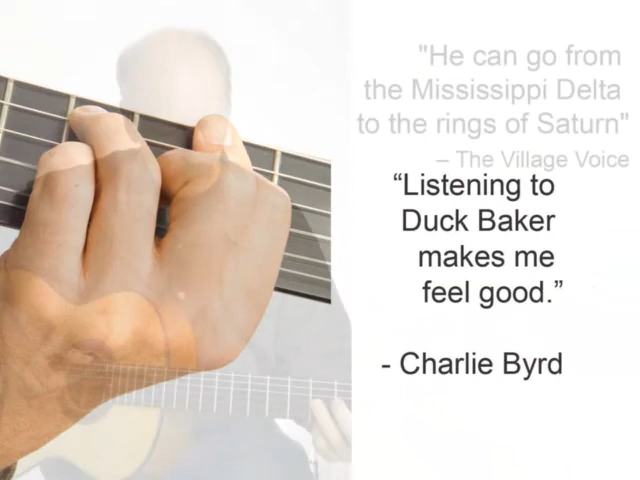 "He can go from
the Mississippi Delta
to the rings of Saturn"
– The Village Voice
“Listening to
Duck Baker
makes me
feel good.”
- Charlie Byrd